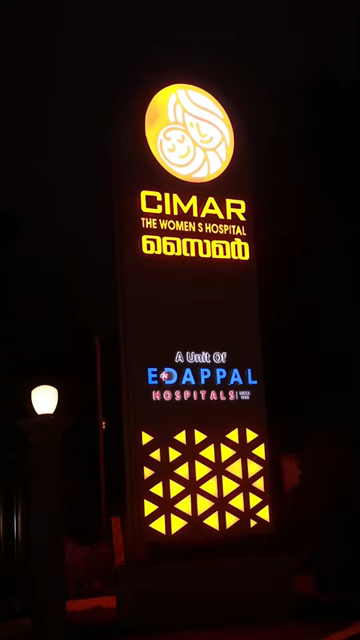 CIMAR
THE WOMEN S HOSPITAL
സൈമർ
A Unit Of
EDAPPAL
HOSPITALS